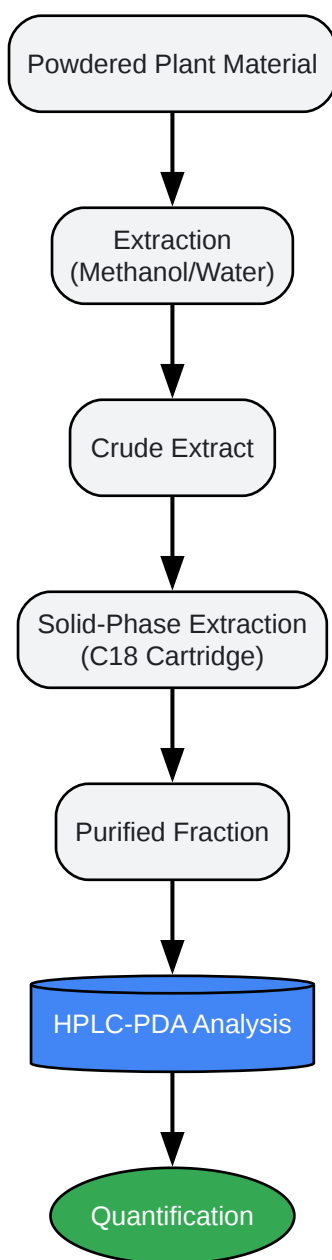 Powdered Plant Material
Extraction
(Methanol/Water)
Crude Extract
Solid-Phase Extraction
(C18 Cartridge)
Purified Fraction
HPLC-PDA Analysis
Quantification